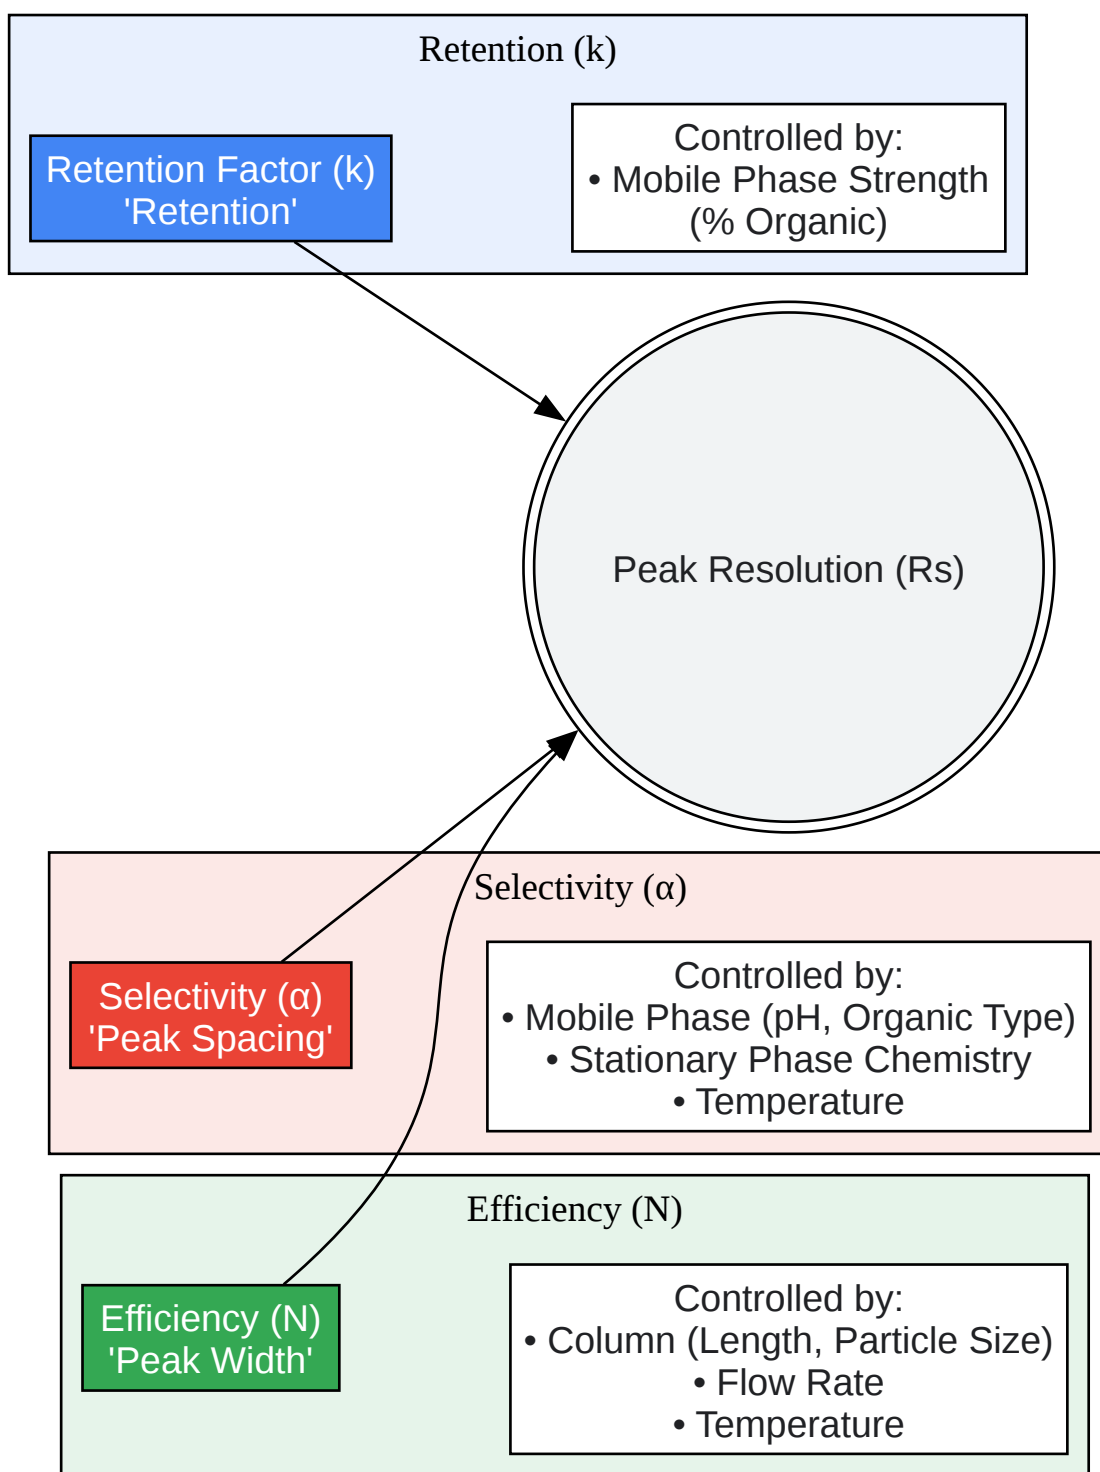 Retention (k)
Retention Factor (k)
'Retention'
Controlled by:
• Mobile Phase Strength
(% Organic)
Peak Resolution (Rs)
Selectivity (α)
Selectivity (α)
'Peak Spacing'
Controlled by:
• Mobile Phase (pH, Organic Type)
• Stationary Phase Chemistry
• Temperature
Efficiency (N)
Efficiency (N)
'Peak Width'
Controlled by:
• Column (Length, Particle Size)
• Flow Rate
• Temperature